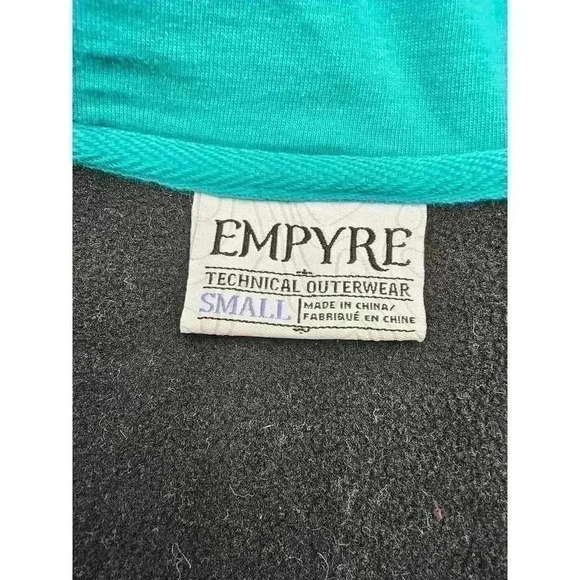 EMPYRE
TECHNICAL OUTERWEAR
SMALL
MADE IN CHINA/
FABRIQUÉ EN CHINE